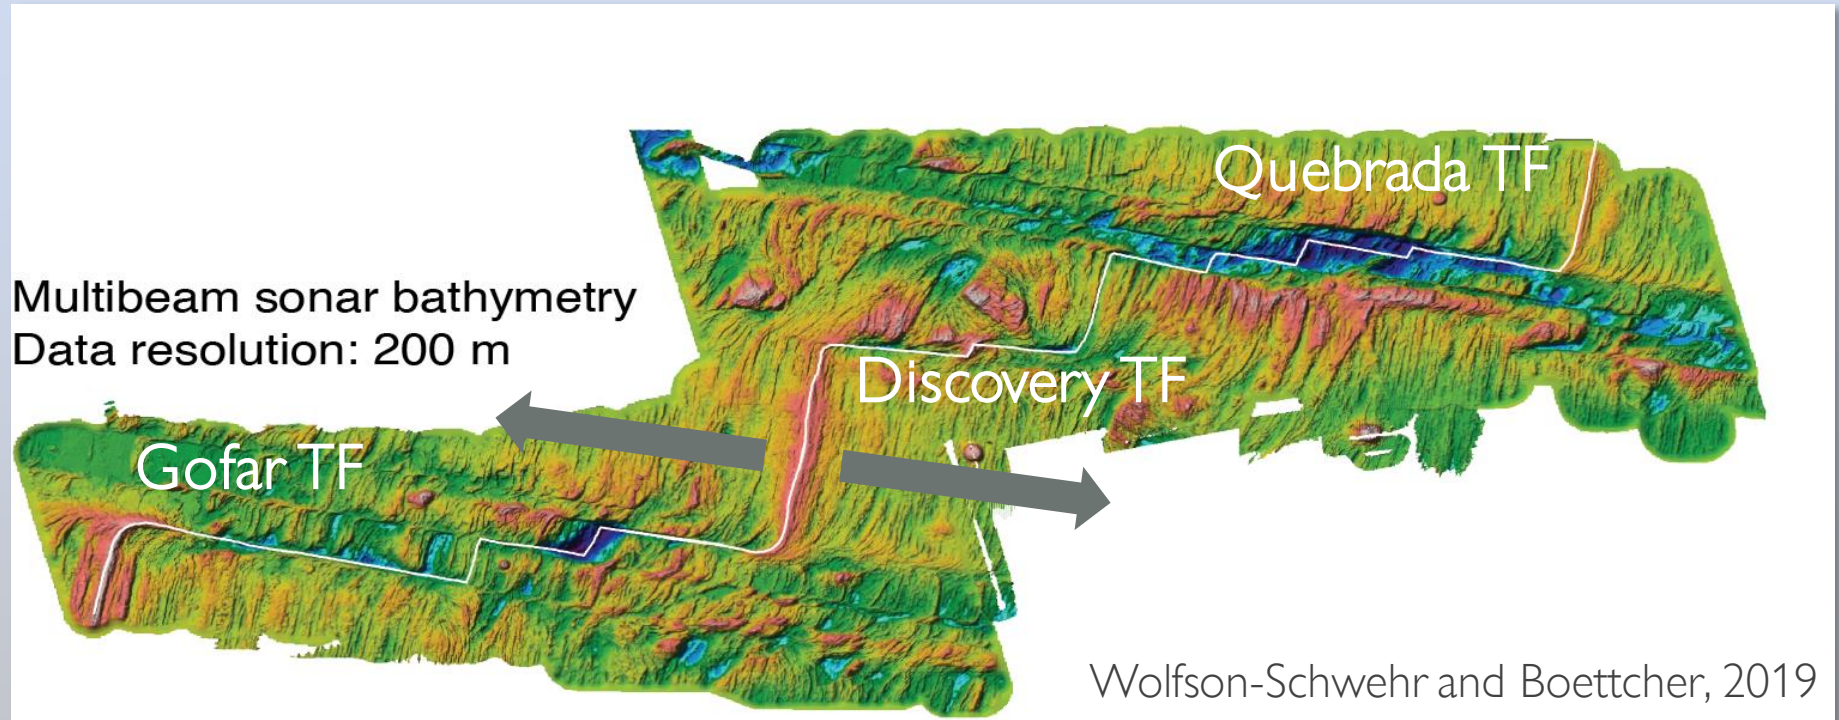 Quebrada TF
Multibeam sonar bathymetry
Data resolution: 200 m
Discovery TF
Gofar TF
Wolfson-Schwehr and Boettcher, 2019